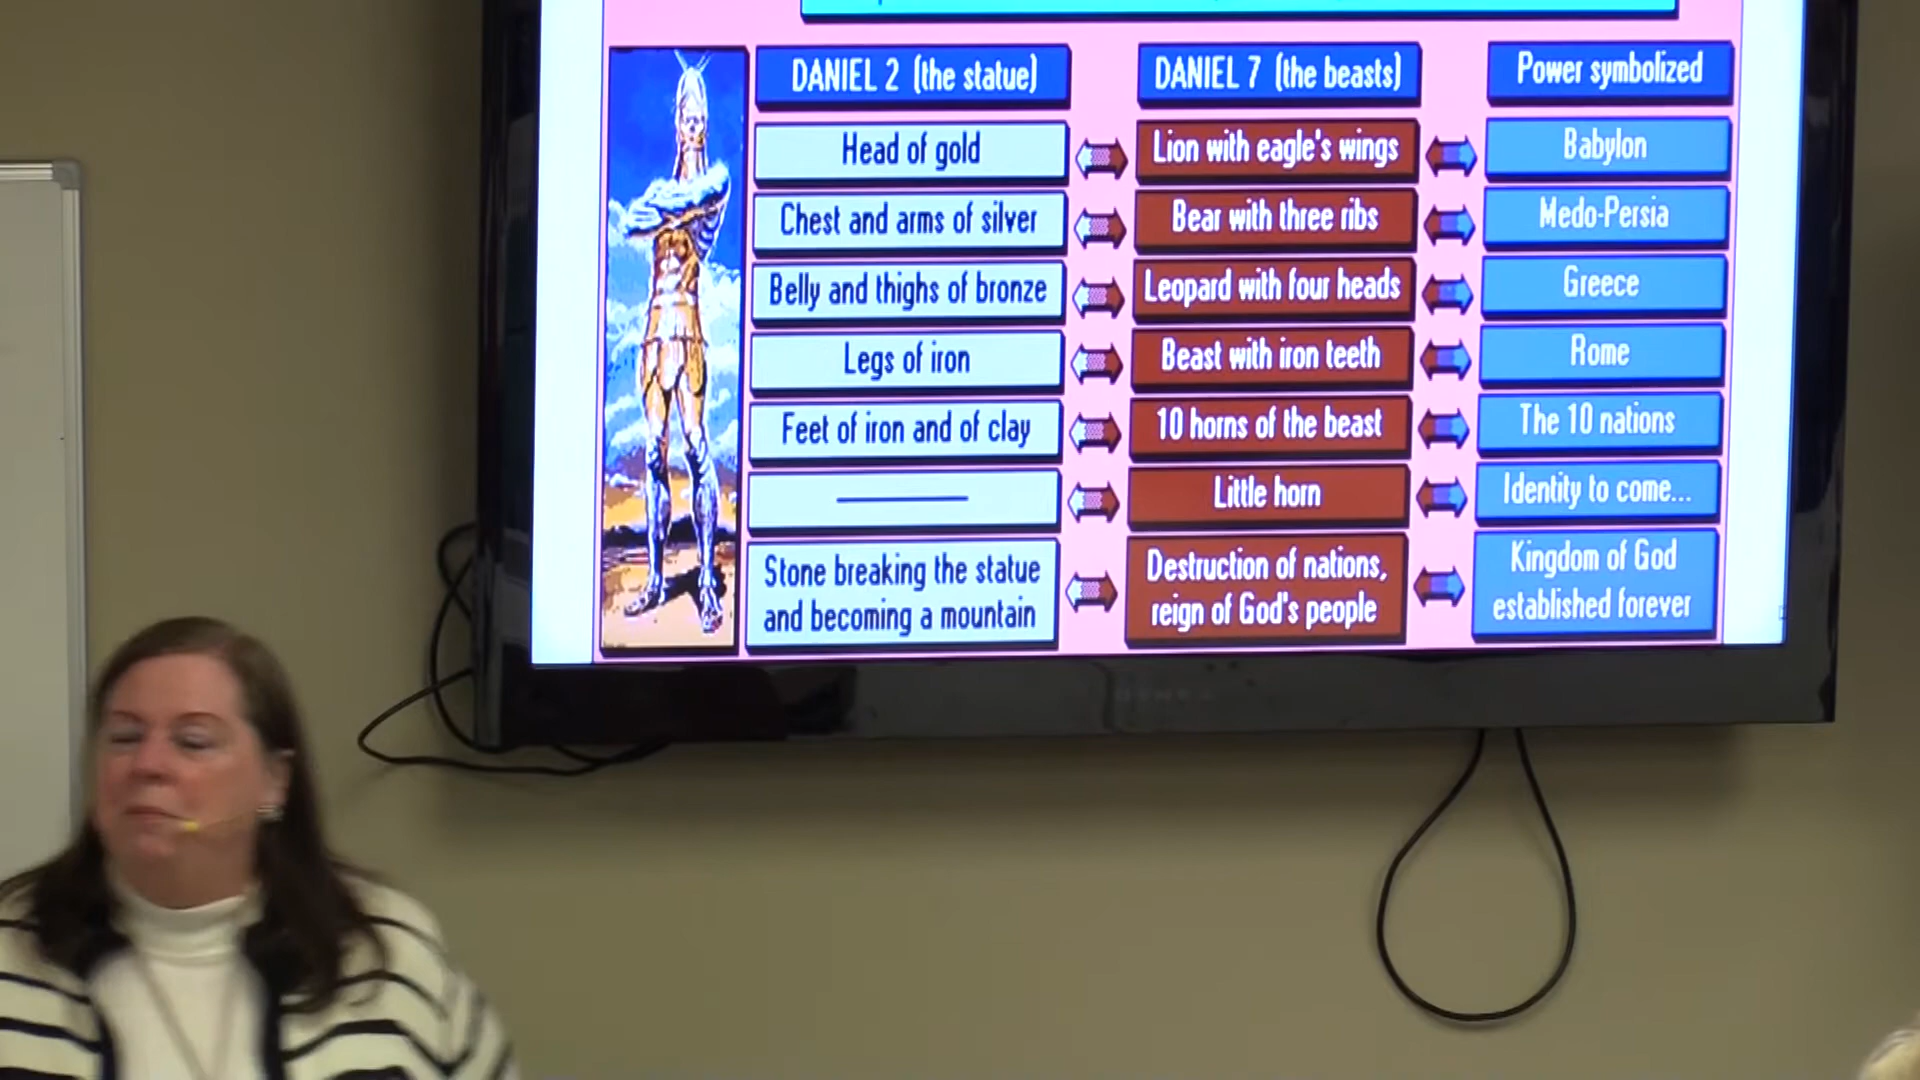 DANIEL 2 (the statue) DANIEL 7 (the beasts) Power symbolized
Head of gold Lion with eagle's wings Babylon
Chest and arms of silver Bear with three ribs Medo-Persia
Belly and thighs of bronze Leopard with four heads Greece
Legs of iron Beast with iron teeth Rome
Feet of iron and of clay 10 horns of the beast The 10 nations
Little horn Identity to come...
Stone breaking the statue Destruction of nations, Kingdom of God
and becoming a mountain reign of God's people established forever